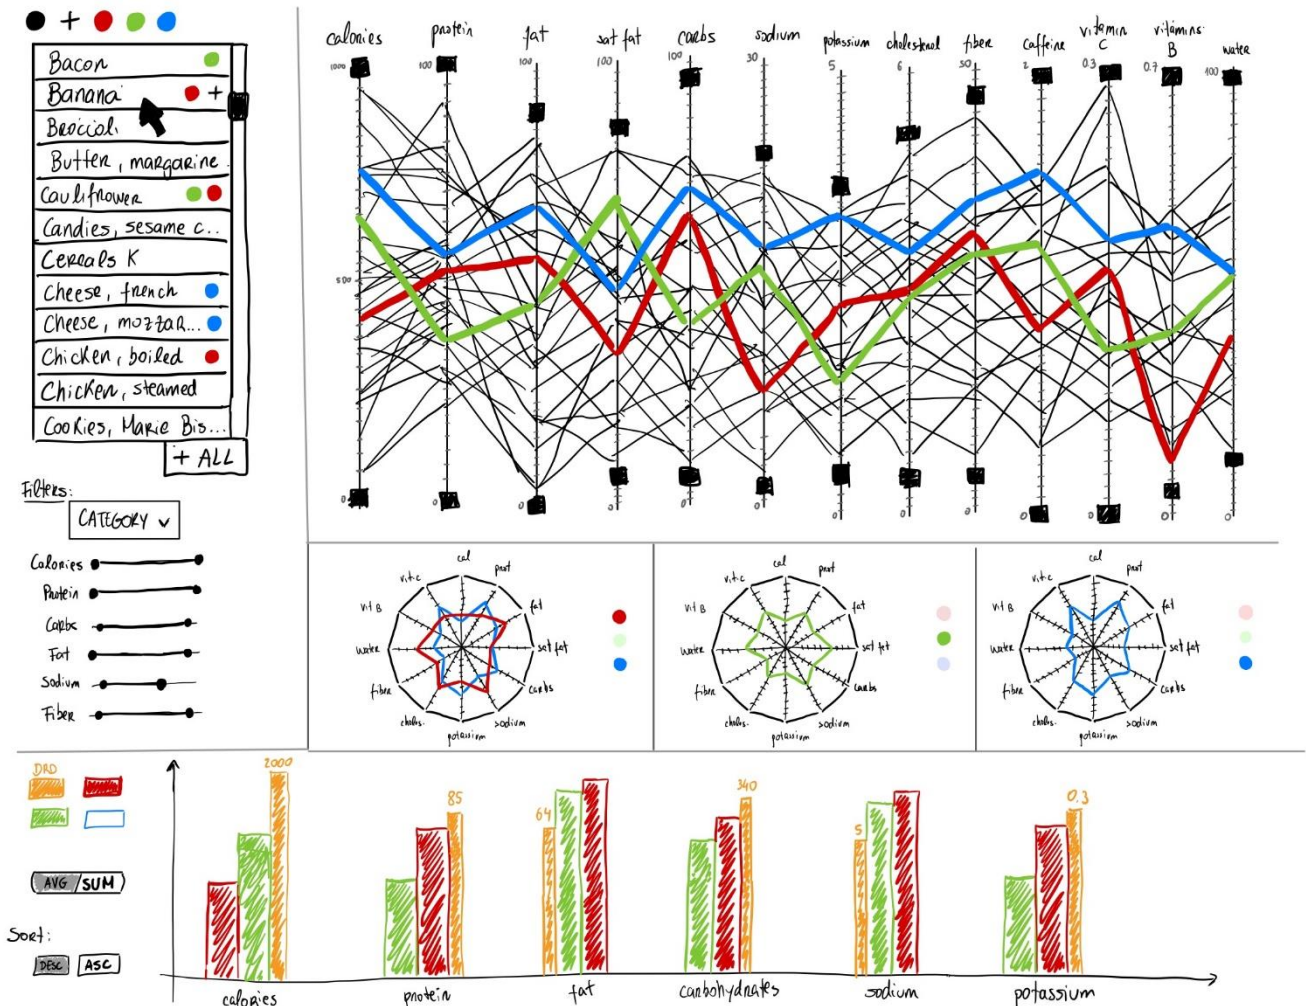 +
Bacon
Banana +
Broccoli
Butter, margarine
Cauliflower
Candies, sesame c..
Cereals K
Cheese, french
Cheese, mozzar...
Chicken, boiled
Chicken, steamed
Cookies, Marie Bis...
+ ALL
Filters:
CATEGORY
Calories
Protein
Carbs
Fat
Sodium
Fiber
calories
protein
fat
sat fat
carbs
sodium
potassium
cholesterol
fiber
caffeine
vitamin
C
vitamins
B
water
1000
100
100
100
100
30
5
6
50
2
0.3
0.7
100
500
0
0
0
0
0
0
0
0
0
0
0
0
0
cal
prot
fat
sat fat
carbs
sodium
potassium
choles.
fiber
water
vit B
vit c
cal
prot
fat
sat fat
carbs
sodium
potassium
choles.
fiber
water
vit B
vit c
cal
prot
fat
sat fat
carbs
sodium
potassium
choles.
fiber
water
vit B
vit c
DRD
AVG/SUM
Sort:
DESC ASC
2000
85
64
340
5
0.3
calories
protein
fat
carbohydrates
sodium
potassium